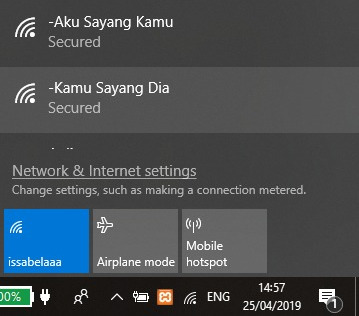 -Aku Sayang Kamu
Secured
-Kamu Sayang Dia
Secured
Network & Internet settings
Change settings, such as making a connection metered.
issabelaaa
Airplane mode
Mobile
hotspot
00%
ENG
14:57
25/04/2019
1